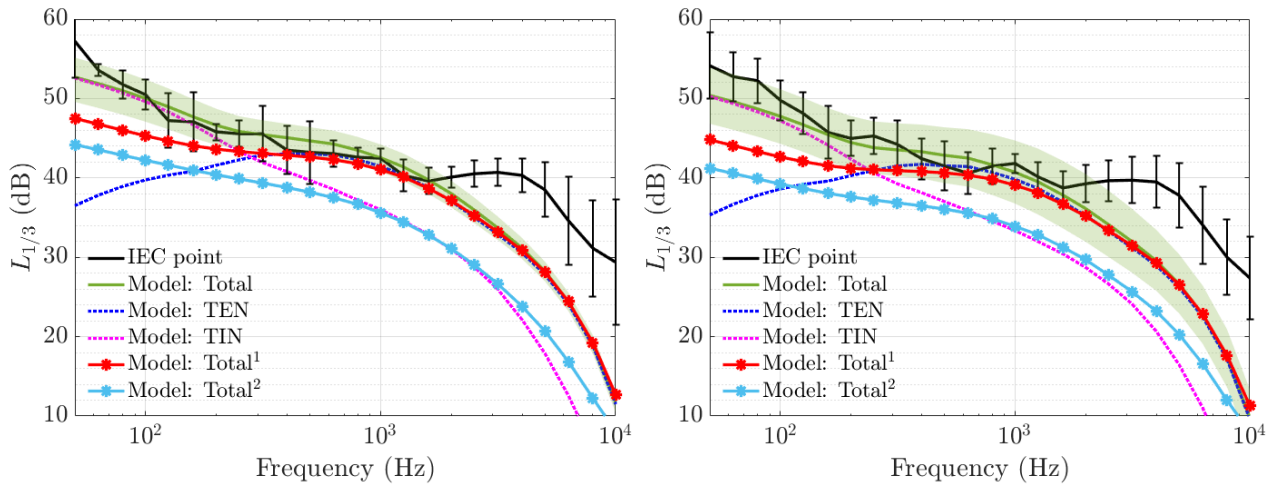 60
50
40
30
20
10
L1/3 (dB)
IEC point
Model: Total
Model: TEN
Model: TIN
Model: Total¹
Model: Total²
10² 10³ 10⁴
Frequency (Hz)
60
50
40
30
20
10
L1/3 (dB)
IEC point
Model: Total
Model: TEN
Model: TIN
Model: Total¹
Model: Total²
10² 10³ 10⁴
Frequency (Hz)